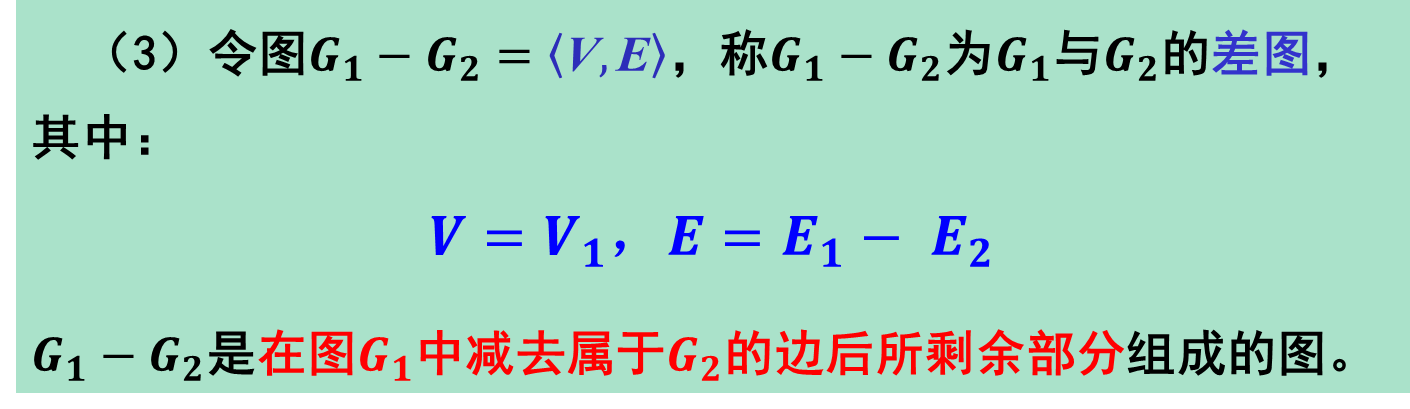 （3）令图G₁ − G₂ = ⟨V,E⟩，称G₁ − G₂为G₁与G₂的差图，
其中：
V = V₁，E = E₁ − E₂
G₁ − G₂是在图G₁中减去属于G₂的边后所剩余部分组成的图。